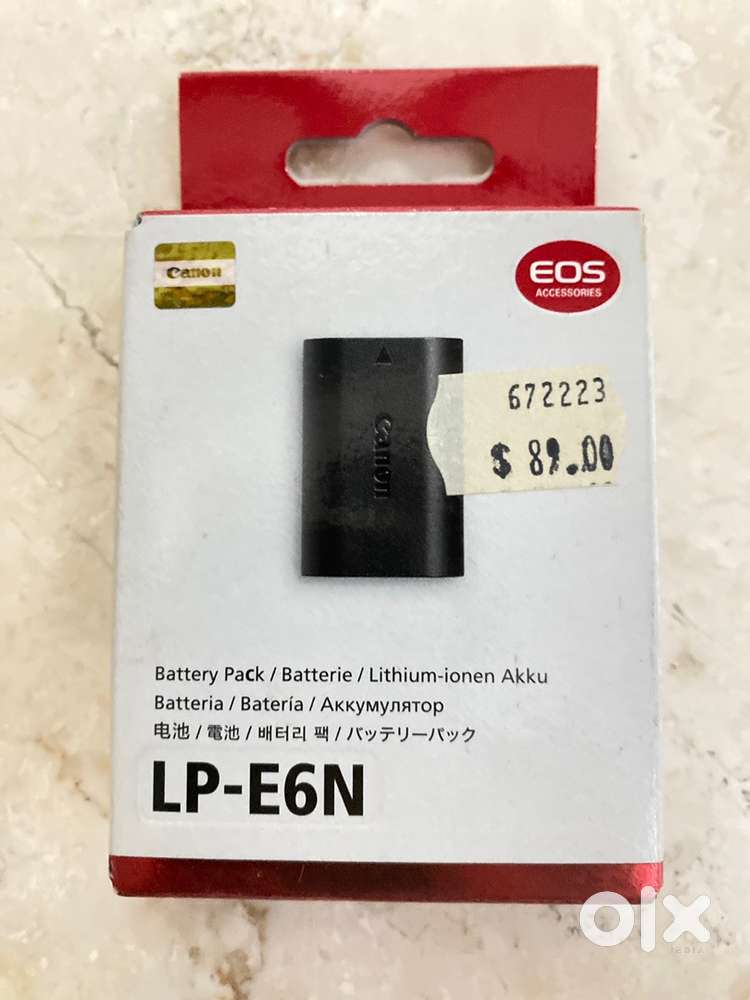 Canon
EOS
ACCESSORIES
672223
$ 89.00
Canon
Battery Pack / Batterie / Lithium-ionen Akku
Batteria / Batería / Аккумулятор
电池 / 電池 / 배터리 팩 / バッテリーパック
LP-E6N
olx
INDIA